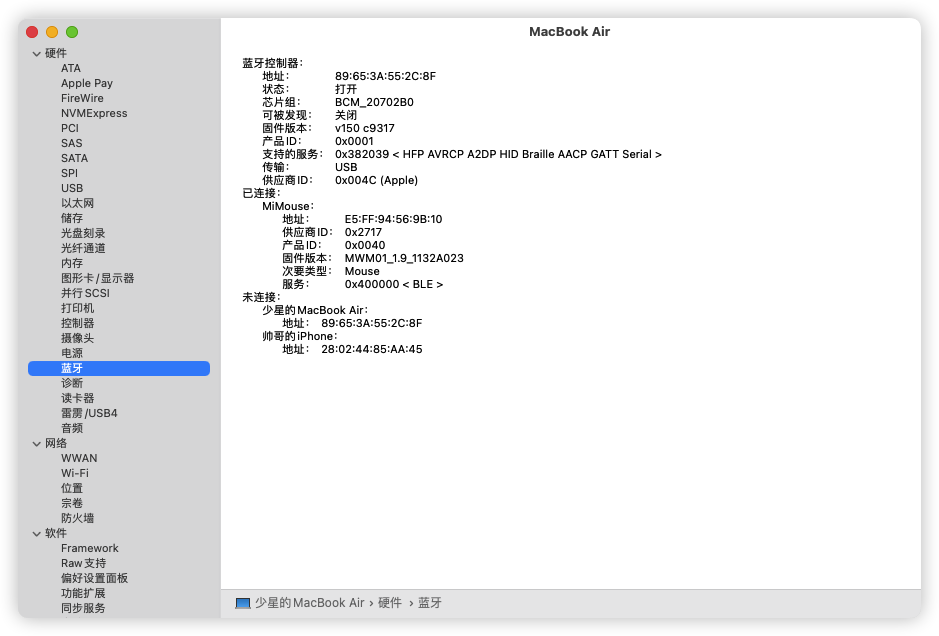 MacBook Air
硬件
ATA
Apple Pay
FireWire
NVMExpress
PCI
SAS
SATA
SPI
USB
以太网
储存
光盘刻录
光纤通道
内存
图形卡/显示器
并行SCSI
打印机
控制器
摄像头
电源
蓝牙
诊断
读卡器
雷雳/USB4
音频
网络
WWAN
Wi-Fi
位置
宗卷
防火墙
软件
Framework
Raw支持
偏好设置面板
功能扩展
同步服务
蓝牙控制器:
地址: 89:65:3A:55:2C:8F
状态: 打开
芯片组: BCM_20702B0
可被发现: 关闭
固件版本: v150 c9317
产品ID: 0x0001
支持的服务: 0x382039 < HFP AVRCP A2DP HID Braille AACP GATT Serial >
传输: USB
供应商ID: 0x004C (Apple)
已连接:
MiMouse:
地址: E5:FF:94:56:9B:10
供应商ID: 0x2717
产品ID: 0x0040
固件版本: MWM01_1.9_1132A023
次要类型: Mouse
服务: 0x400000 < BLE >
未连接:
少星的MacBook Air:
地址: 89:65:3A:55:2C:8F
帅哥的iPhone:
地址: 28:02:44:85:AA:45
少星的MacBook Air › 硬件 › 蓝牙